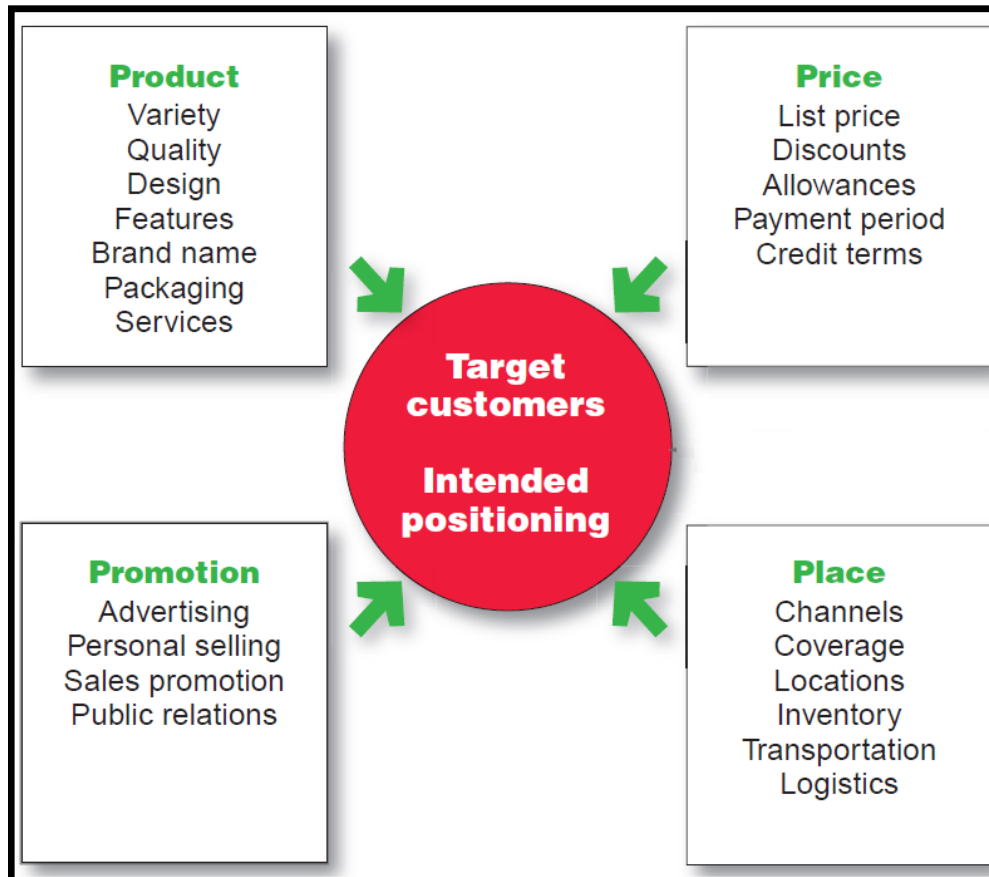 Product
Variety
Quality
Design
Features
Brand name
Packaging
Services
Price
List price
Discounts
Allowances
Payment period
Credit terms
Target
customers
Intended
positioning
Promotion
Advertising
Personal selling
Sales promotion
Public relations
Place
Channels
Coverage
Locations
Inventory
Transportation
Logistics